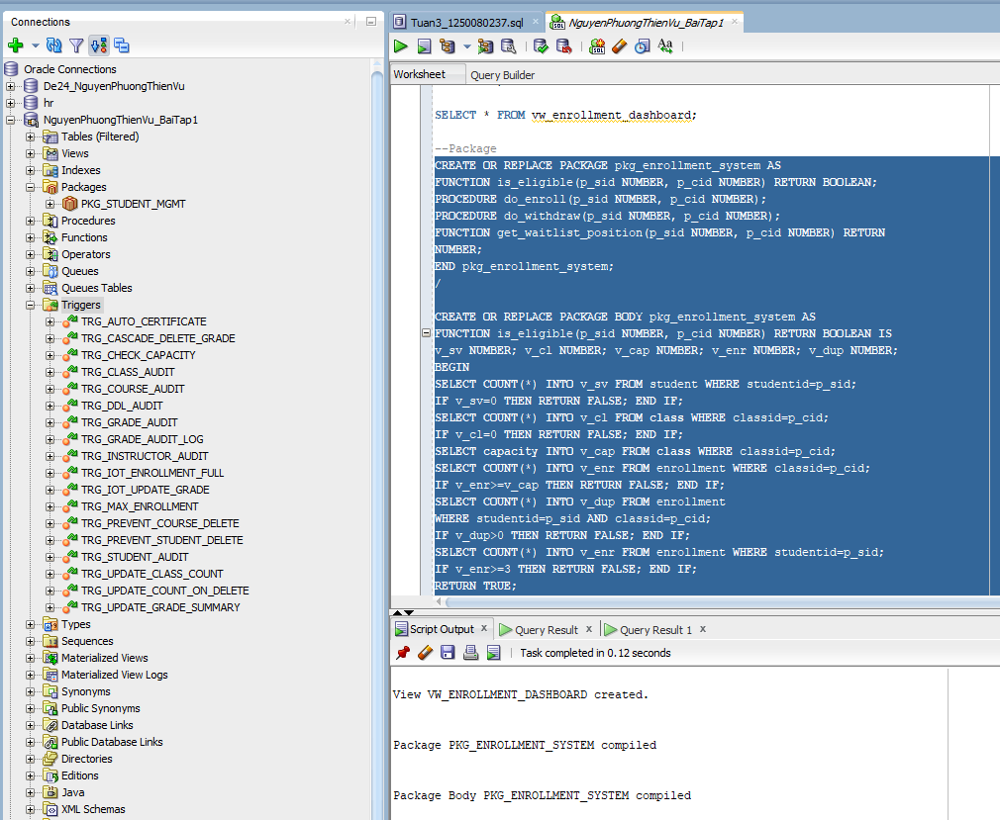 Connections
Oracle Connections
De24_NguyenPhuongThienVu
hr
NguyenPhuongThienVu_BaiTap1
Tables (Filtered)
Views
Indexes
Packages
PKG_STUDENT_MGMT
Procedures
Functions
Operators
Queues
Queues Tables
Triggers
TRG_AUTO_CERTIFICATE
TRG_CASCADE_DELETE_GRADE
TRG_CHECK_CAPACITY
TRG_CLASS_AUDIT
TRG_COURSE_AUDIT
TRG_DDL_AUDIT
TRG_GRADE_AUDIT
TRG_GRADE_AUDIT_LOG
TRG_INSTRUCTOR_AUDIT
TRG_IOT_ENROLLMENT_FULL
TRG_IOT_UPDATE_GRADE
TRG_MAX_ENROLLMENT
TRG_PREVENT_COURSE_DELETE
TRG_PREVENT_STUDENT_DELETE
TRG_STUDENT_AUDIT
TRG_UPDATE_CLASS_COUNT
TRG_UPDATE_COUNT_ON_DELETE
TRG_UPDATE_GRADE_SUMMARY
Types
Sequences
Materialized Views
Materialized View Logs
Synonyms
Public Synonyms
Database Links
Public Database Links
Directories
Editions
Java
XML Schemas
Tuan3_1250080237.sql
NguyenPhuongThienVu_BaiTap1
Worksheet
Query Builder
SELECT * FROM vw_enrollment_dashboard;
--Package
CREATE OR REPLACE PACKAGE pkg_enrollment_system AS
FUNCTION is_eligible(p_sid NUMBER, p_cid NUMBER) RETURN BOOLEAN;
PROCEDURE do_enroll(p_sid NUMBER, p_cid NUMBER);
PROCEDURE do_withdraw(p_sid NUMBER, p_cid NUMBER);
FUNCTION get_waitlist_position(p_sid NUMBER, p_cid NUMBER) RETURN
NUMBER;
END pkg_enrollment_system;
/
CREATE OR REPLACE PACKAGE BODY pkg_enrollment_system AS
FUNCTION is_eligible(p_sid NUMBER, p_cid NUMBER) RETURN BOOLEAN IS
v_sv NUMBER; v_cl NUMBER; v_cap NUMBER; v_enr NUMBER; v_dup NUMBER;
BEGIN
SELECT COUNT(*) INTO v_sv FROM student WHERE studentid=p_sid;
IF v_sv=0 THEN RETURN FALSE; END IF;
SELECT COUNT(*) INTO v_cl FROM class WHERE classid=p_cid;
IF v_cl=0 THEN RETURN FALSE; END IF;
SELECT capacity INTO v_cap FROM class WHERE classid=p_cid;
SELECT COUNT(*) INTO v_enr FROM enrollment WHERE classid=p_cid;
IF v_enr>=v_cap THEN RETURN FALSE; END IF;
SELECT COUNT(*) INTO v_dup FROM enrollment
WHERE studentid=p_sid AND classid=p_cid;
IF v_dup>0 THEN RETURN FALSE; END IF;
SELECT COUNT(*) INTO v_enr FROM enrollment WHERE studentid=p_sid;
IF v_enr>=3 THEN RETURN FALSE; END IF;
RETURN TRUE;
Script Output
Query Result
Query Result 1
Task completed in 0.12 seconds
View VW_ENROLLMENT_DASHBOARD created.
Package PKG_ENROLLMENT_SYSTEM compiled
Package Body PKG_ENROLLMENT_SYSTEM compiled